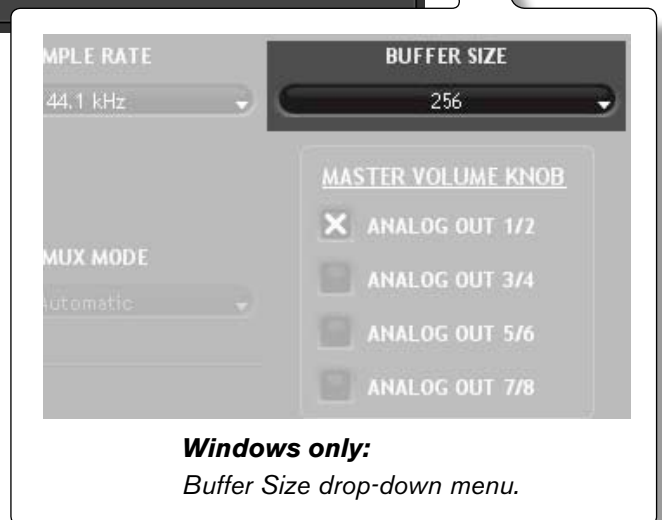 MPLE RATE
BUFFER SIZE
44.1 kHz
256
MASTER VOLUME KNOB
ANALOG OUT 1/2
MUX MODE
ANALOG OUT 3/4
Automatic
ANALOG OUT 5/6
ANALOG OUT 7/8
Windows only:
Buffer Size drop-down menu.